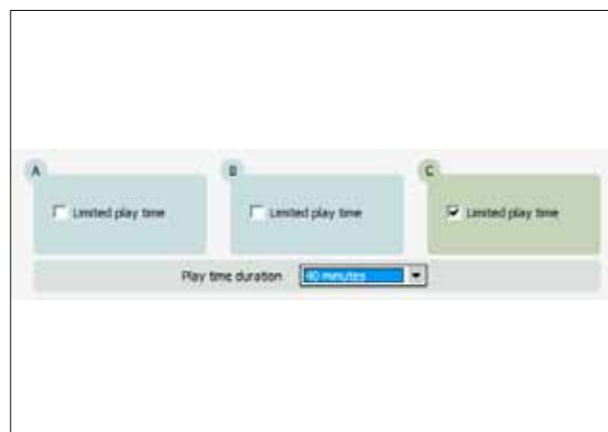 A
B
C
Limited play time
Limited play time
Limited play time
Play time duration 40 minutes